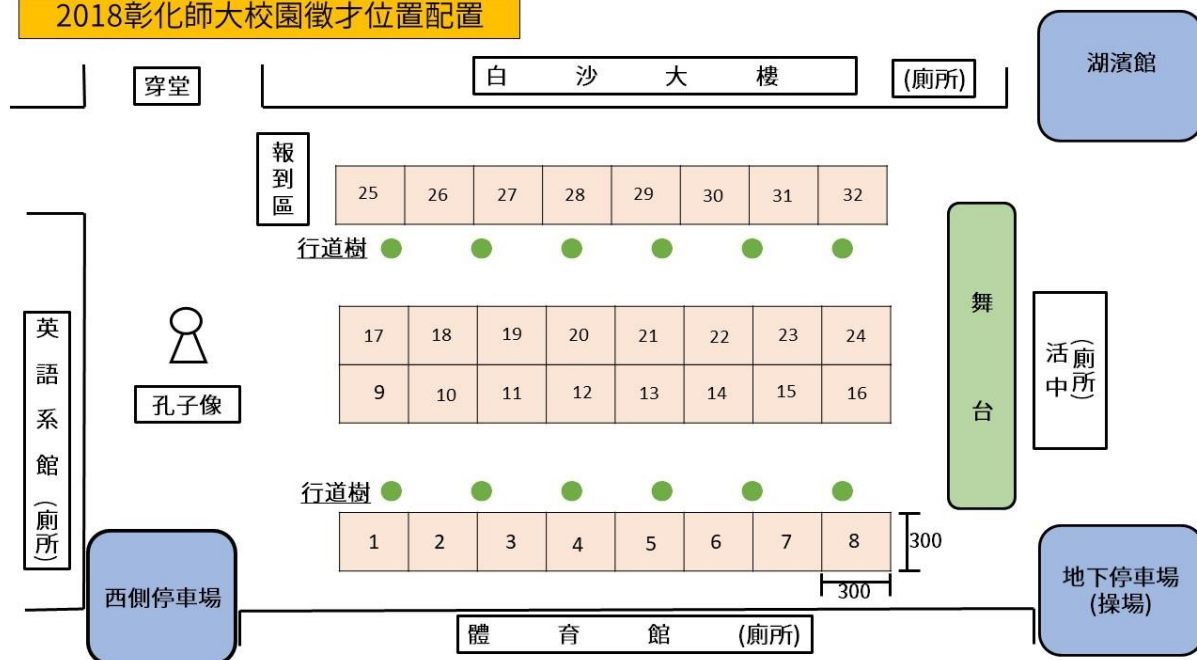 2018彰化師大校園徵才位置配置
湖濱館
穿堂
白沙大樓
(廁所)
報到區
25 26 27 28 29 30 31 32
行道樹
舞台
英語系館(廁所)
孔子像
17 18 19 20 21 22 23 24
9 10 11 12 13 14 15 16
活中(廁所)
行道樹
1 2 3 4 5 6 7 8
300
300
西側停車場
地下停車場
(操場)
體育館 (廁所)